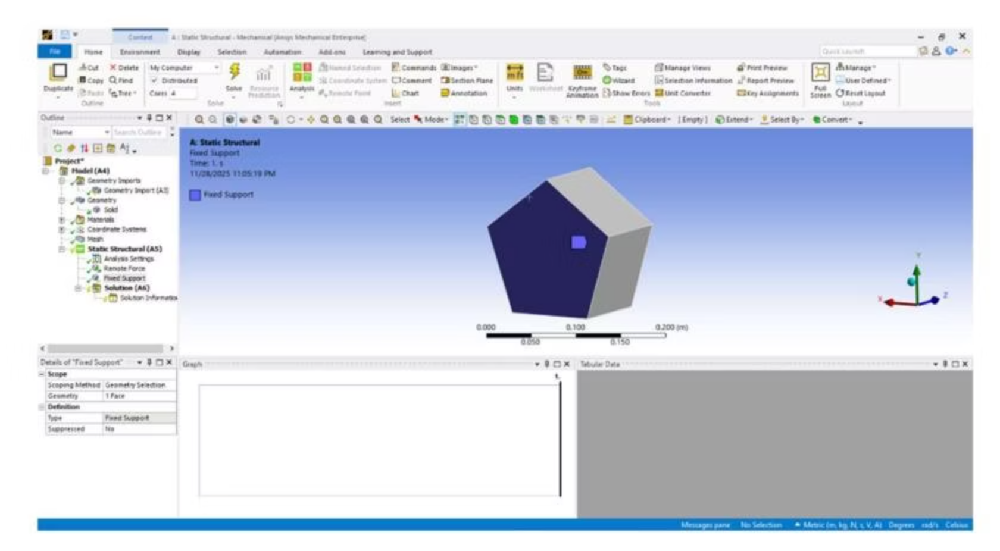 Context A : Static Structural - Mechanical [Ansys Mechanical Enterprise]
File Home Environment Display Selection Automation Add-ons Learning and Support Quick Launch
Duplicate Cut Delete My Computer Solve Resource Prediction Analysis Named Selection Commands Images Units Worksheet Keyframe Animation Tags Manage Views Print Preview Full Screen Manage
Copy Find Distributed Coordinate System Comment Section Plane Wizard Selection Information Report Preview User Defined
Paste Tree Cores 4 Remote Point Chart Annotation Show Errors Unit Converter Key Assignments Reset Layout
Outline Solve Insert Tools Layout
Outline
Select Mode Clipboard [Empty] Extend Select By Convert
Name Search Outline
Project*
Model (A4)
Geometry Imports
Geometry Import (A3)
Geometry
Solid
Materials
Coordinate Systems
Mesh
Static Structural (A5)
Analysis Settings
Remote Force
Fixed Support
Solution (A6)
Solution Informatio
A: Static Structural
Fixed Support
Time: 1. s
11/28/2025 11:05:19 PM
Fixed Support
Y
X Z
0.000 0.100 0.200 (m)
0.050 0.150
Details of "Fixed Support"
Scope
Scoping Method Geometry Selection
Geometry 1 Face
Definition
Type Fixed Support
Suppressed No
Graph
1.
Tabular Data
Messages pane No Selection Metric (m, kg, N, s, V, A) Degrees rad/s Celsius